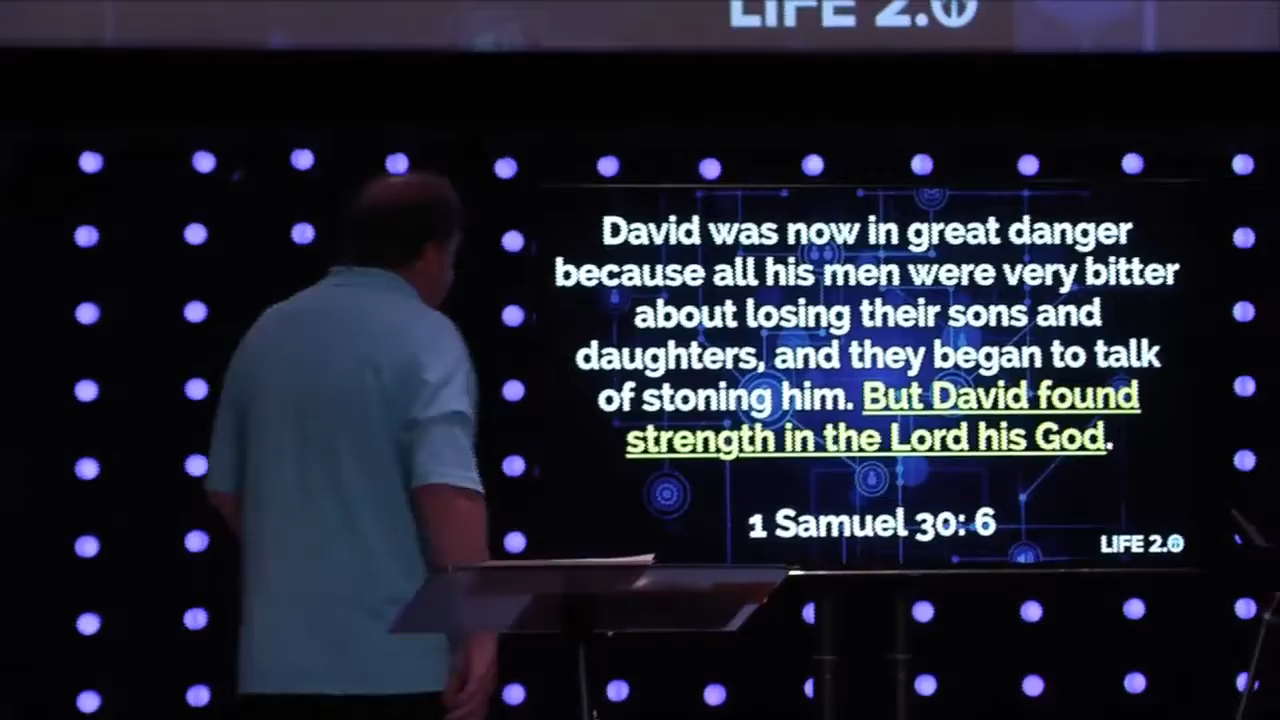 LIFE 2.0
David was now in great danger
because all his men were very bitter
about losing their sons and
daughters, and they began to talk
of stoning him. But David found
strength in the Lord his God.
1 Samuel 30:6
LIFE 2.0